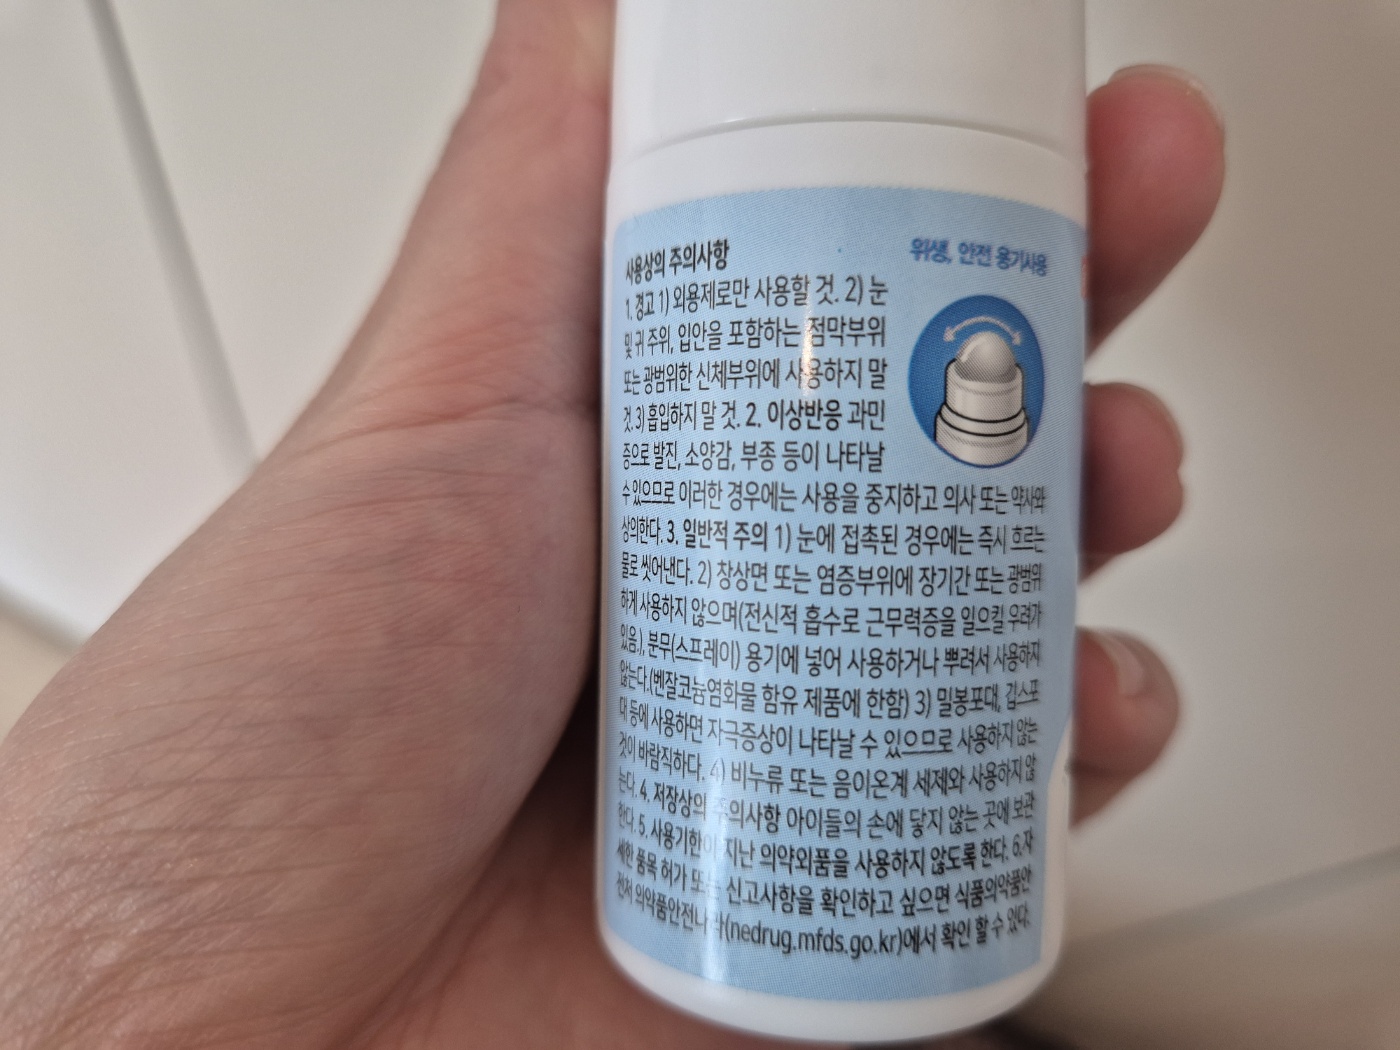 사용상의 주의사항
위생, 안전 용기사용
1. 경고 1) 외용제로만 사용할 것. 2) 눈
및 귀 주위, 입안을 포함하는 점막부위
또는 광범위한 신체부위에 사용하지 말
것. 3) 흡입하지 말 것. 2. 이상반응 과민
증으로 발진, 소양감, 부종 등이 나타날
수 있으므로 이러한 경우에는 사용을 중지하고 의사 또는 약사와
상의한다. 3. 일반적 주의 1) 눈에 접촉된 경우에는 즉시 흐르는
물로 씻어낸다. 2) 창상면 또는 염증부위에 장기간 또는 광범위
하게 사용하지 않으며(전신적 흡수로 근무력증을 일으킬 우려가
있음.), 분무(스프레이) 용기에 넣어 사용하거나 뿌려서 사용하지
않는다.(벤잘코늄염화물 함유 제품에 한함) 3) 밀봉포대, 깁스포
대 등에 사용하면 자극증상이 나타날 수 있으므로 사용하지 않는
것이 바람직하다. 4) 비누류 또는 음이온계 세제와 사용하지 않
는다. 4. 저장상의 주의사항 아이들의 손에 닿지 않는 곳에 보관
한다. 5. 사용기한이 지난 의약외품을 사용하지 않도록 한다. 6.자
세한 품목 허가 또는 신고사항을 확인하고 싶으면 식품의약품안
전처 의약품안전나라(nedrug.mfds.go.kr)에서 확인 할 수 있다.